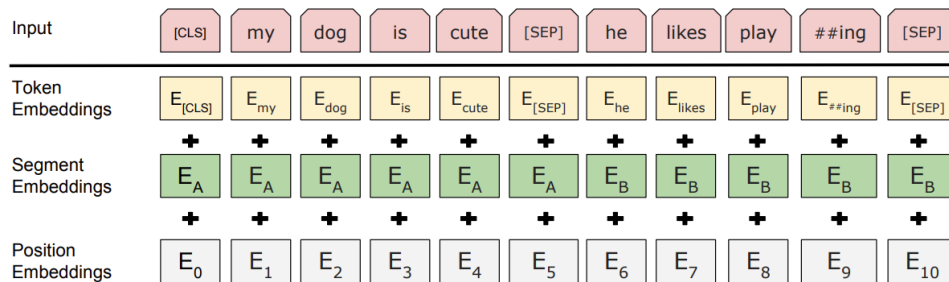 Input [CLS] my dog is cute [SEP] he likes play ##ing [SEP]
Token
Embeddings
E[CLS] Emy Edog Eis Ecute E[SEP] Ehe Elikes Eplay E##ing E[SEP]
Segment
Embeddings
EA EA EA EA EA EA EB EB EB EB EB
Position
Embeddings
E0 E1 E2 E3 E4 E5 E6 E7 E8 E9 E10